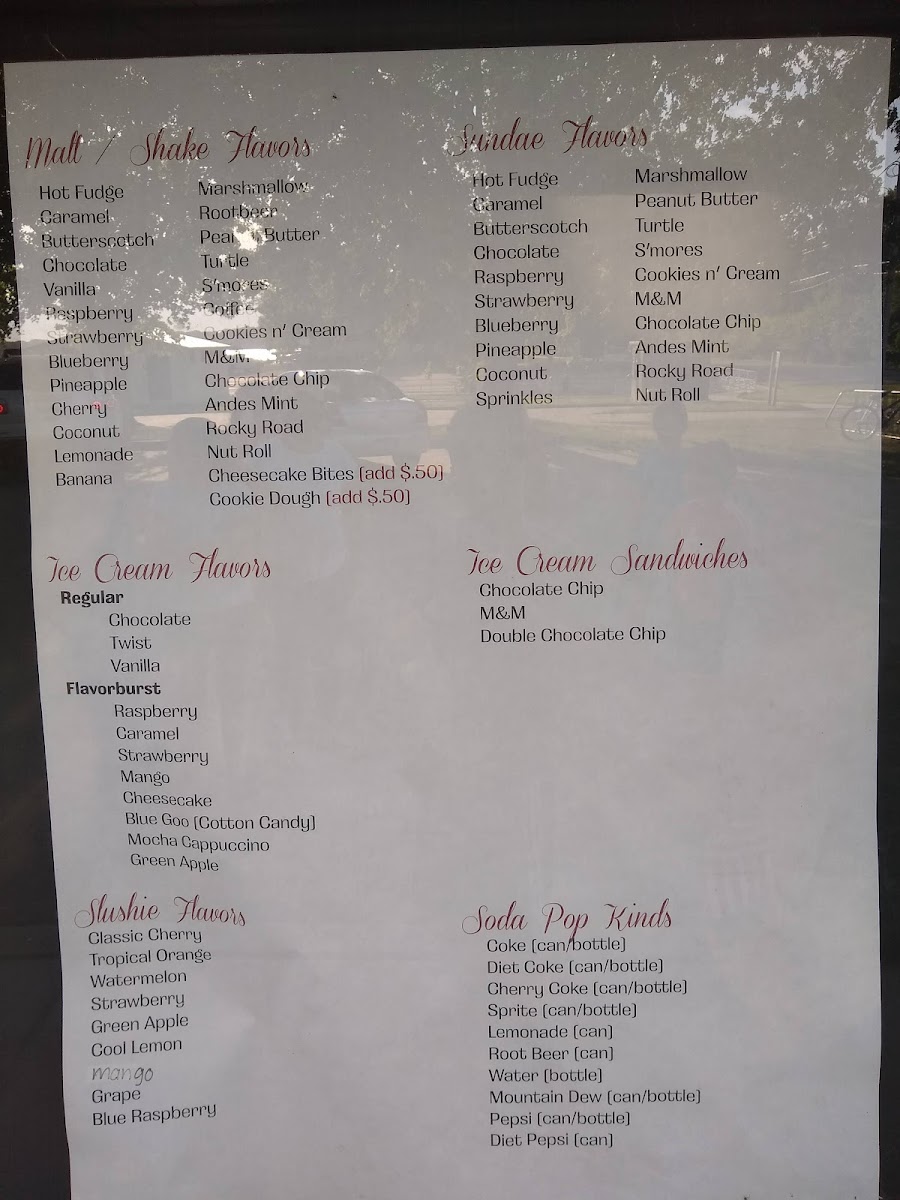 Malt / Shake Flavors
Hot Fudge
Caramel
Butterscotch
Chocolate
Vanilla
Raspberry
Strawberry
Blueberry
Pineapple
Cherry
Coconut
Lemonade
Banana
Marshmallow
Rootbeer
Peanut Butter
Turtle
S'mores
Coffee
Cookies n' Cream
M&M
Chocolate Chip
Andes Mint
Rocky Road
Nut Roll
Cheesecake Bites (add $.50)
Cookie Dough (add $.50)
Sundae Flavors
Hot Fudge
Caramel
Butterscotch
Chocolate
Raspberry
Strawberry
Blueberry
Pineapple
Coconut
Sprinkles
Marshmallow
Peanut Butter
Turtle
S'mores
Cookies n' Cream
M&M
Chocolate Chip
Andes Mint
Rocky Road
Nut Roll
Ice Cream Flavors
Regular
Chocolate
Twist
Vanilla
Flavorburst
Raspberry
Caramel
Strawberry
Mango
Cheesecake
Blue Goo (Cotton Candy)
Mocha Cappuccino
Green Apple
Ice Cream Sandwiches
Chocolate Chip
M&M
Double Chocolate Chip
Slushie Flavors
Classic Cherry
Tropical Orange
Watermelon
Strawberry
Green Apple
Cool Lemon
mango
Grape
Blue Raspberry
Soda Pop Kinds
Coke (can/bottle)
Diet Coke (can/bottle)
Cherry Coke (can/bottle)
Sprite (can/bottle)
Lemonade (can)
Root Beer (can)
Water (bottle)
Mountain Dew (can/bottle)
Pepsi (can/bottle)
Diet Pepsi (can)